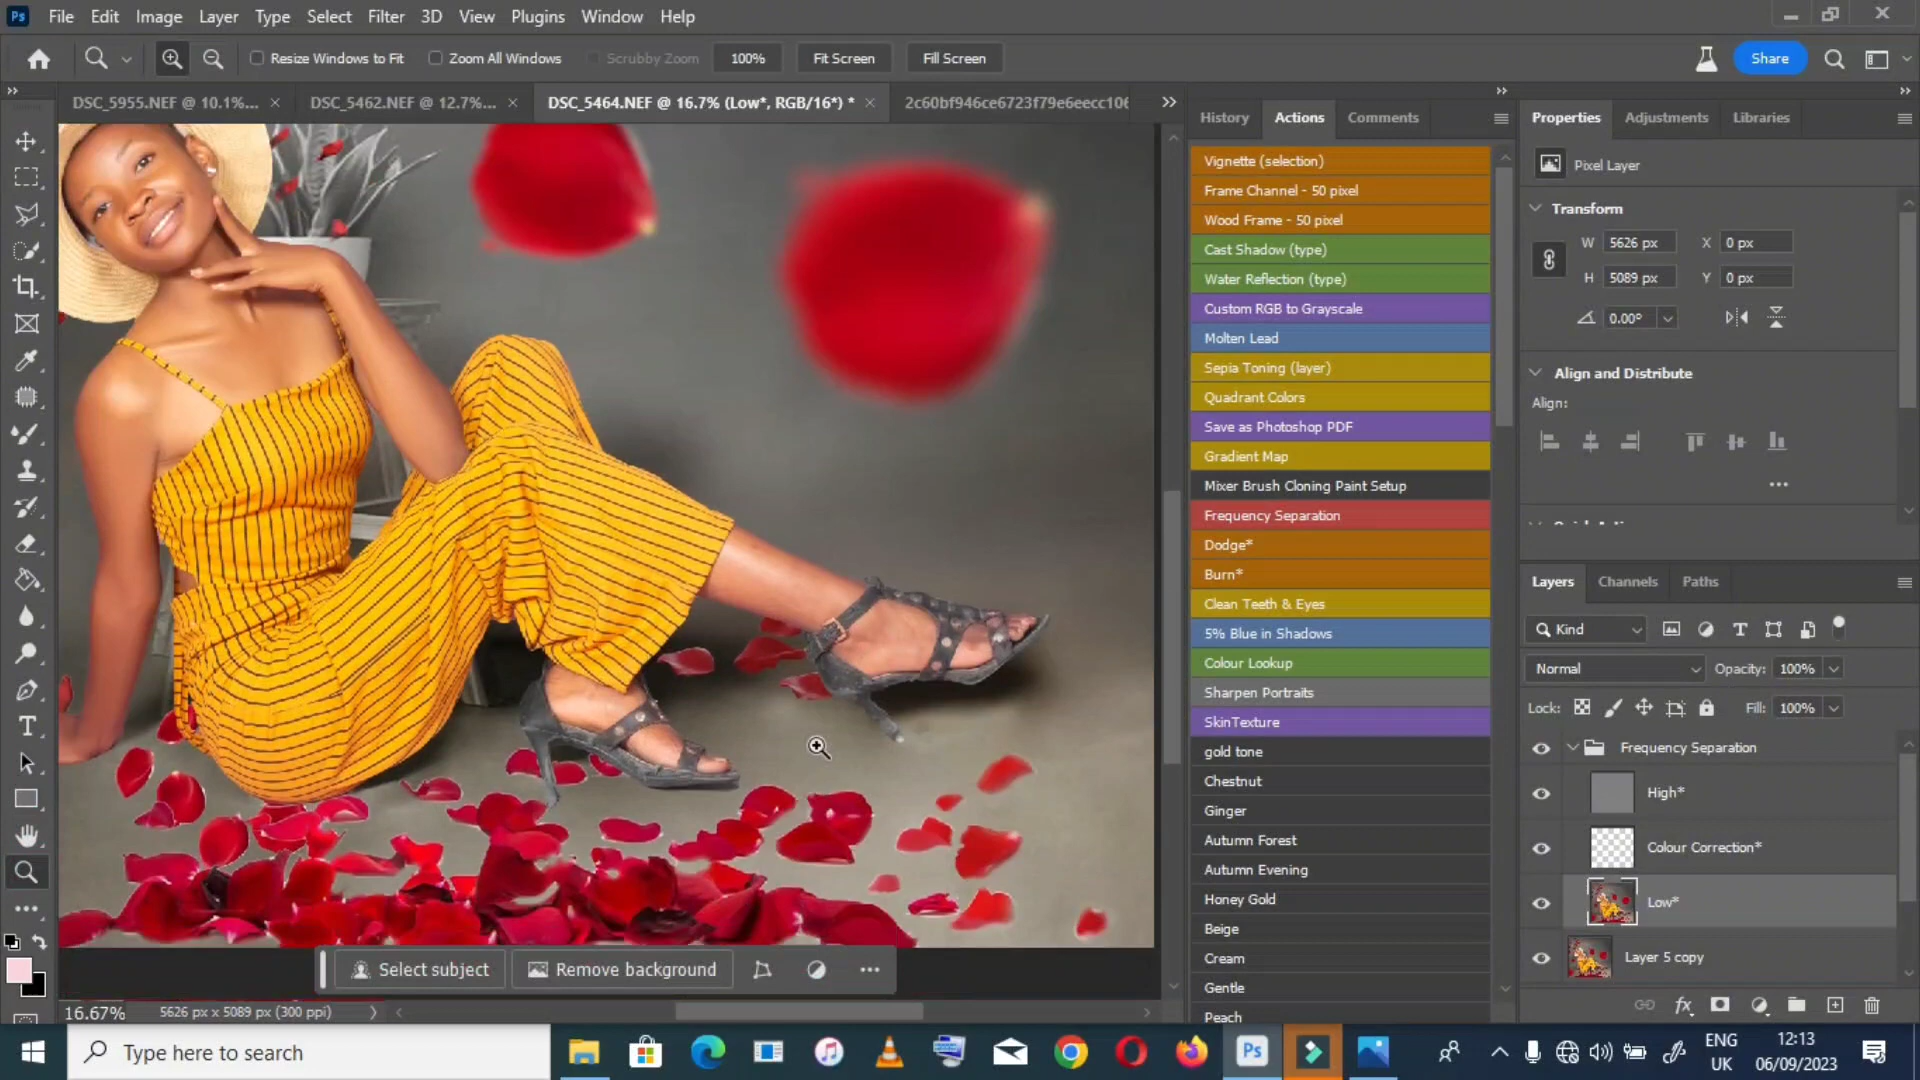 Ps File Edit Image Layer Type Select Filter 3D View Plugins Window Help
Resize Windows to Fit Zoom All Windows Scrubby Zoom 100% Fit Screen Fill Screen Share
DSC_5955.NEF @ 10.1%... DSC_5462.NEF @ 12.7%... DSC_5464.NEF @ 16.7% (Low*, RGB/16*) * 2c60bf946ce6723f79e6eecc106
History Actions Comments
Vignette (selection)
Frame Channel - 50 pixel
Wood Frame - 50 pixel
Cast Shadow (type)
Water Reflection (type)
Custom RGB to Grayscale
Molten Lead
Sepia Toning (layer)
Quadrant Colors
Save as Photoshop PDF
Gradient Map
Mixer Brush Cloning Paint Setup
Frequency Separation
Dodge*
Burn*
Clean Teeth & Eyes
5% Blue in Shadows
Colour Lookup
Sharpen Portraits
SkinTexture
gold tone
Chestnut
Ginger
Autumn Forest
Autumn Evening
Honey Gold
Beige
Cream
Gentle
Peach
Properties Adjustments Libraries
Pixel Layer
Transform
W 5626 px X 0 px
H 5089 px Y 0 px
0.00°
Align and Distribute
Align:
Layers Channels Paths
Kind
Normal Opacity: 100%
Lock: Fill: 100%
Frequency Separation
High*
Colour Correction*
Low*
Layer 5 copy
Select subject Remove background
16.67% 5626 px x 5089 px (300 ppi)
Type here to search
Ps
ENG
UK
12:13
06/09/2023